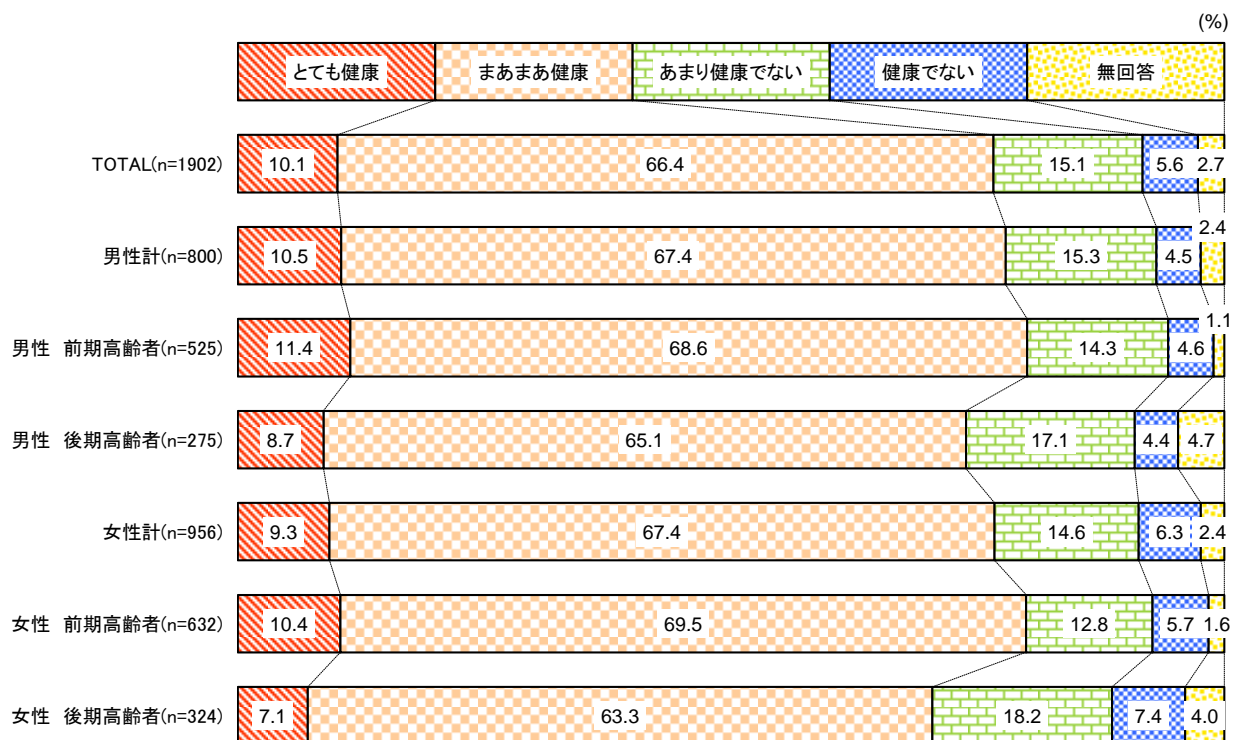 (%)
とても健康 まあまあ健康 あまり健康でない 健康でない 無回答
TOTAL(n=1902) 10.1 66.4 15.1 5.6 2.7
男性計(n=800) 10.5 67.4 15.3 4.5 2.4
男性 前期高齢者(n=525) 11.4 68.6 14.3 4.6 1.1
男性 後期高齢者(n=275) 8.7 65.1 17.1 4.4 4.7
女性計(n=956) 9.3 67.4 14.6 6.3 2.4
女性 前期高齢者(n=632) 10.4 69.5 12.8 5.7 1.6
女性 後期高齢者(n=324) 7.1 63.3 18.2 7.4 4.0